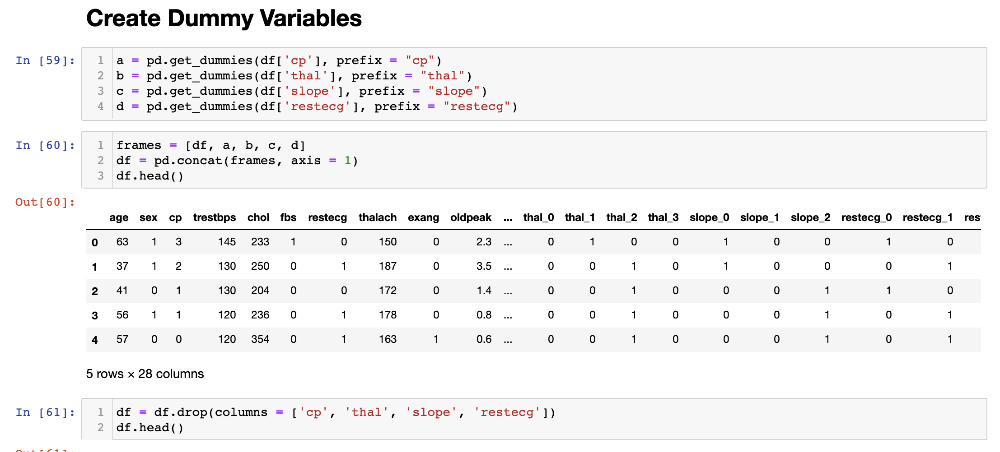 Create Dummy Variables
In [59]:
1 a = pd.get_dummies(df['cp'], prefix = "cp")
2 b = pd.get_dummies(df['thal'], prefix = "thal")
3 c = pd.get_dummies(df['slope'], prefix = "slope")
4 d = pd.get_dummies(df['restecg'], prefix = "restecg")
In [60]:
1 frames = [df, a, b, c, d]
2 df = pd.concat(frames, axis = 1)
3 df.head()
Out[60]:
age sex cp trestbps chol fbs restecg thalach exang oldpeak ... thal_0 thal_1 thal_2 thal_3 slope_0 slope_1 slope_2 restecg_0 restecg_1
0 63 1 3 145 233 1 0 150 0 2.3 ... 0 1 0 0 1 0 0 1 0
1 37 1 2 130 250 0 1 187 0 3.5 ... 0 0 1 0 1 0 0 0 1
2 41 0 1 130 204 0 0 172 0 1.4 ... 0 0 1 0 0 0 1 1 0
3 56 1 1 120 236 0 1 178 0 0.8 ... 0 0 1 0 0 0 1 0 1
4 57 0 0 120 354 0 1 163 1 0.6 ... 0 0 1 0 0 0 1 0 1
5 rows × 28 columns
In [61]:
1 df = df.drop(columns = ['cp', 'thal', 'slope', 'restecg'])
2 df.head()